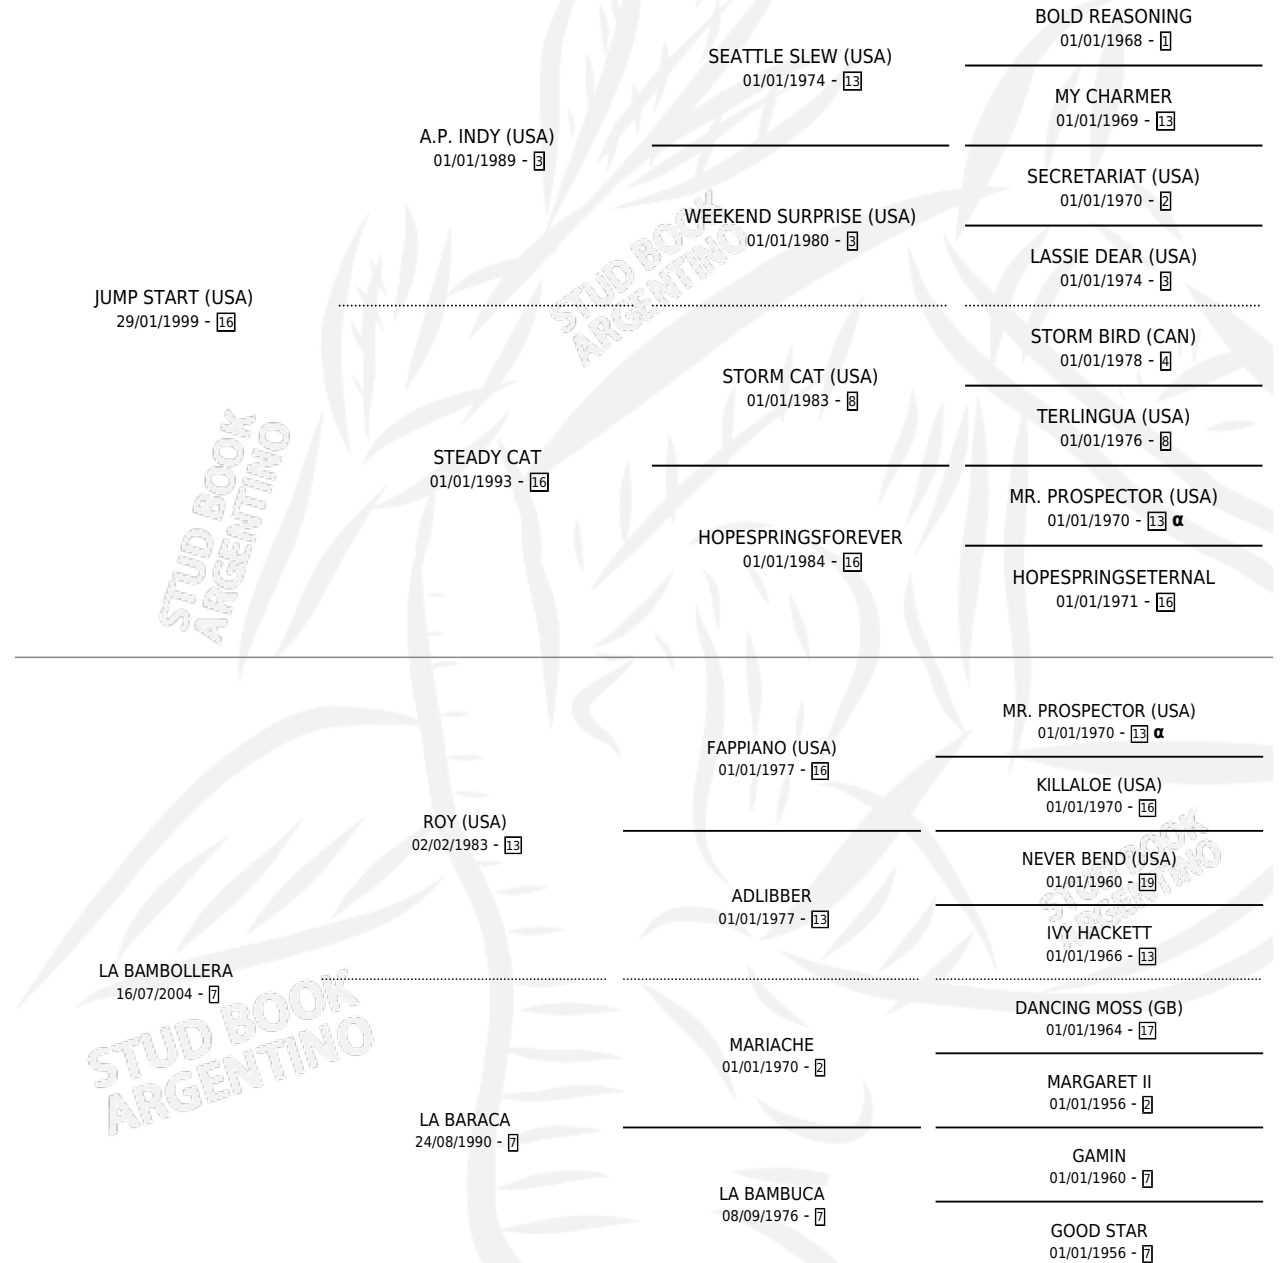 BOLD REASONING
01/01/1968 - 1
SEATTLE SLEW (USA)
01/01/1974 - 13
MY CHARMER
01/01/1969 - 13
A.P. INDY (USA)
01/01/1989 - 3
SECRETARIAT (USA)
01/01/1970 - 2
WEEKEND SURPRISE (USA)
01/01/1980 - 3
LASSIE DEAR (USA)
01/01/1974 - 3
JUMP START (USA)
29/01/1999 - 16
STORM BIRD (CAN)
01/01/1978 - 4
STORM CAT (USA)
01/01/1983 - 8
TERLINGUA (USA)
01/01/1976 - 8
STEADY CAT
01/01/1993 - 16
MR. PROSPECTOR (USA)
01/01/1970 - 13 α
HOPESPRINGSFOREVER
01/01/1984 - 16
HOPESPRINGSETERNAL
01/01/1971 - 16
MR. PROSPECTOR (USA)
01/01/1970 - 13 α
FAPPIANO (USA)
01/01/1977 - 16
KILLALOE (USA)
01/01/1970 - 16
ROY (USA)
02/02/1983 - 13
NEVER BEND (USA)
01/01/1960 - 19
ADLIBBER
01/01/1977 - 13
IVY HACKETT
01/01/1966 - 13
LA BAMBOLLERA
16/07/2004 - 7
DANCING MOSS (GB)
01/01/1964 - 17
MARIACHE
01/01/1970 - 2
MARGARET II
01/01/1956 - 2
LA BARACA
24/08/1990 - 7
GAMIN
01/01/1960 - 7
LA BAMBUCA
08/09/1976 - 7
GOOD STAR
01/01/1956 - 7
STUD BOOK
ARGENTINO
STUD BOOK
ARGENTINO
STUD BOOK
ARGENTINO
STUD BOOK
ARGENTINO